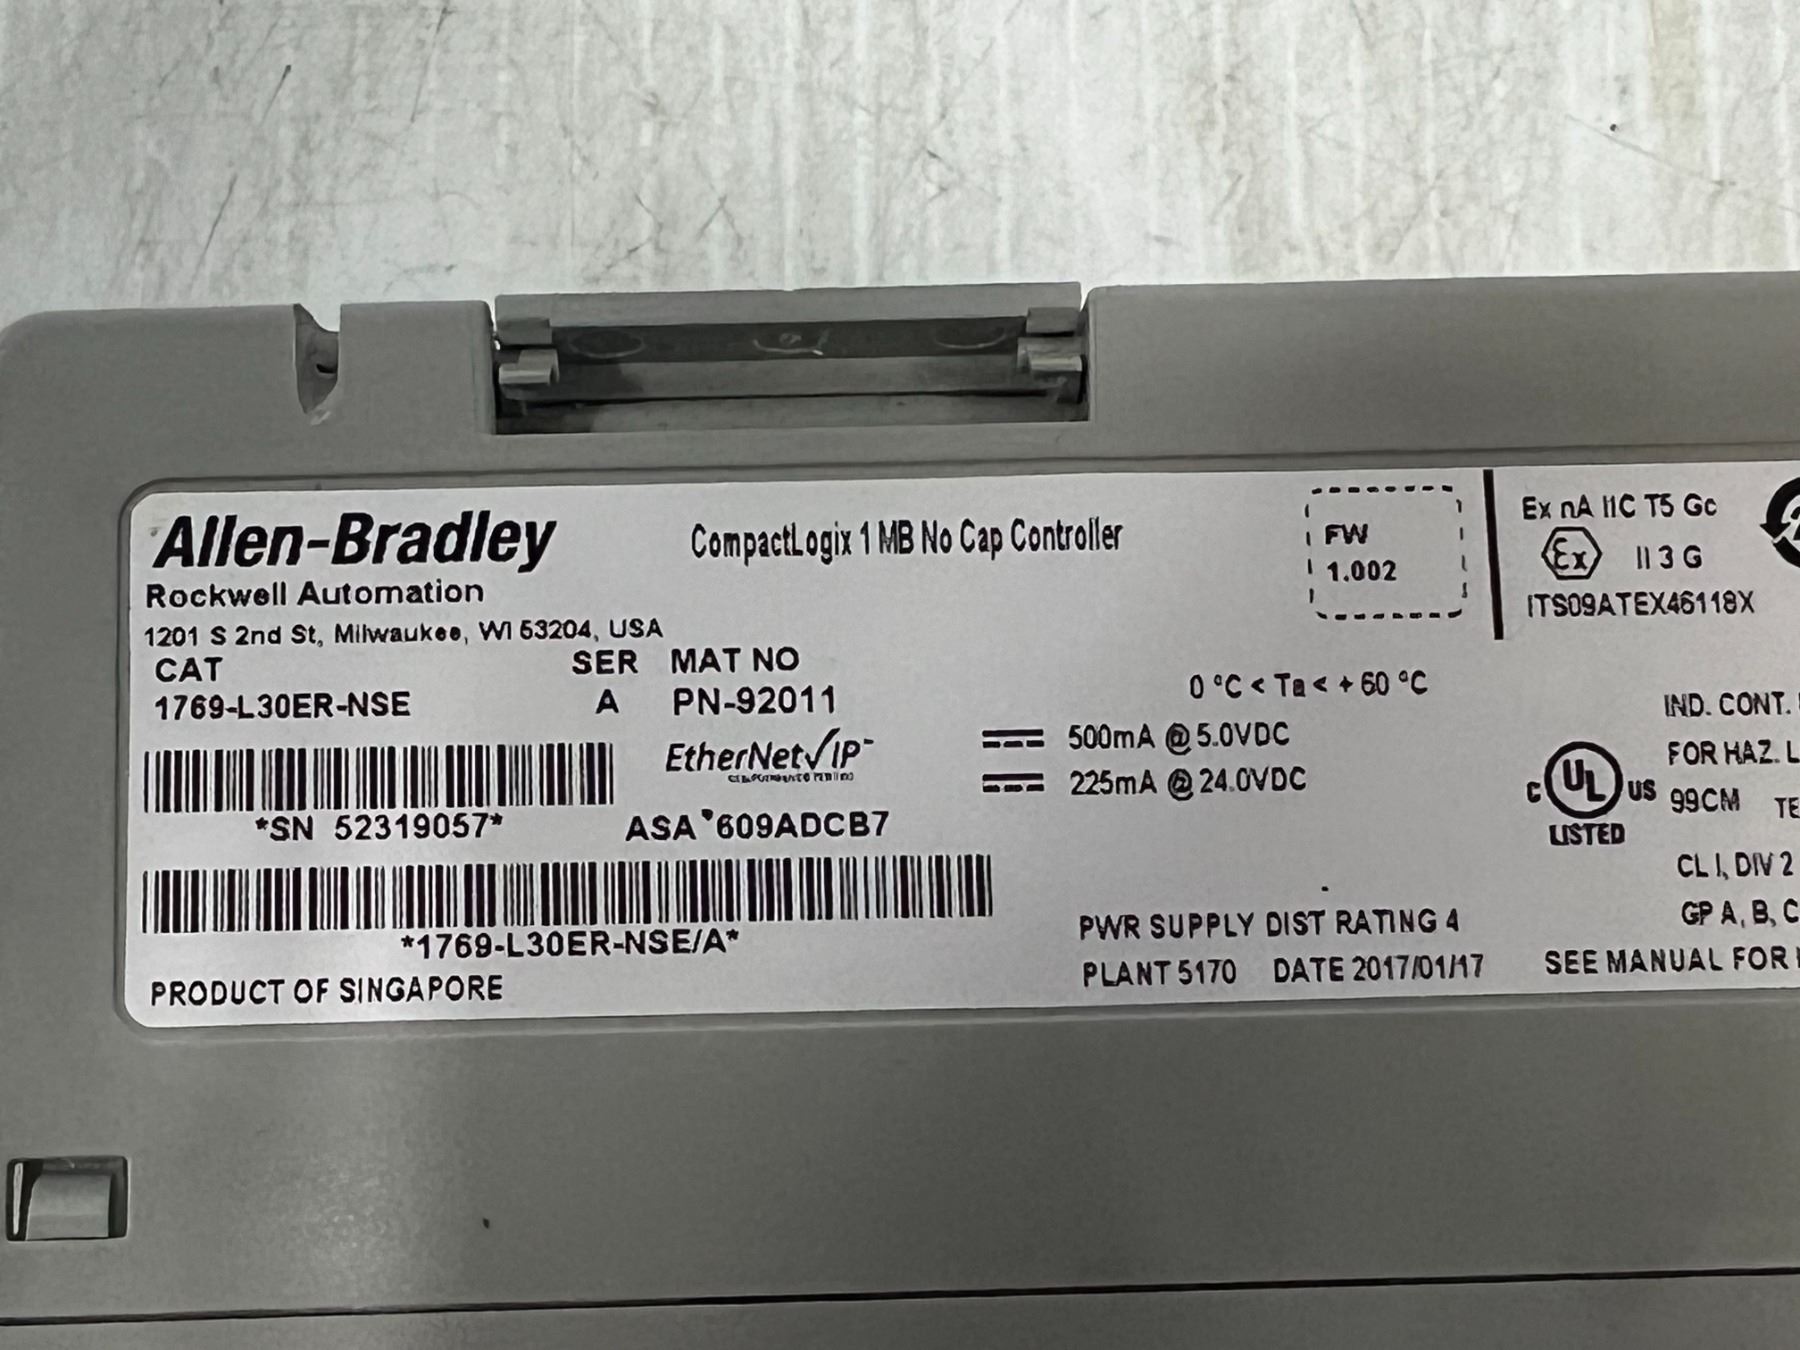 Allen-Bradley
Rockwell Automation
1201 S 2nd St, Milwaukee, WI 53204, USA
CompactLogix 1 MB No Cap Controller
FW
1.002
Ex nA IIC T5 Gc
Ex II 3 G
ITS09ATEX46118X
CAT SER MAT NO
1769-L30ER-NSE A PN-92011
EtherNet/IP
*SN 52319057* ASA 609ADCB7
*1769-L30ER-NSE/A*
PRODUCT OF SINGAPORE
0 °C < Ta < + 60 °C
500mA @ 5.0VDC
225mA @ 24.0VDC
PWR SUPPLY DIST RATING 4
PLANT 5170 DATE 2017/01/17
C UL US
LISTED
IND. CONT.
FOR HAZ. L
99CM TE
CL I, DIV 2
GP A, B, C
SEE MANUAL FOR